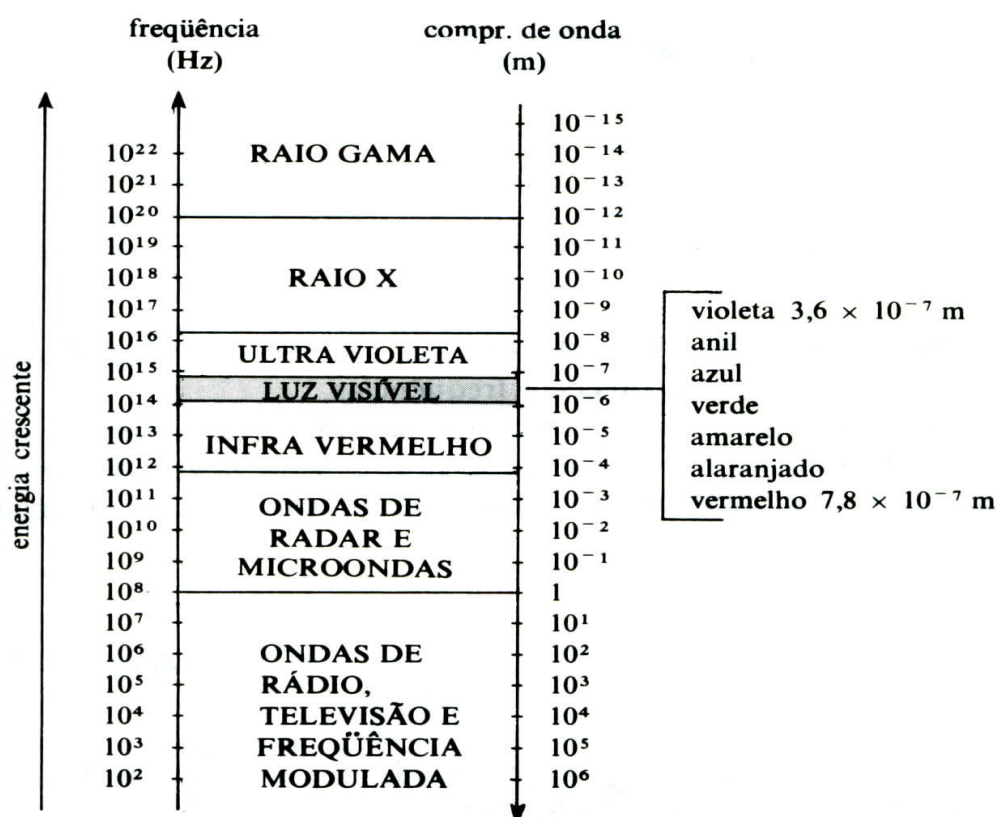 freqüência compr. de onda
(Hz) (m)
10⁻¹⁵
10²² RAIO GAMA 10⁻¹⁴
10²¹ 10⁻¹³
10²⁰ 10⁻¹²
10¹⁹ 10⁻¹¹
10¹⁸ RAIO X 10⁻¹⁰
10¹⁷ 10⁻⁹ violeta 3,6 × 10⁻⁷ m
10¹⁶ 10⁻⁸ anil
ULTRA VIOLETA
10¹⁵ 10⁻⁷ azul
LUZ VISÍVEL
10¹⁴ 10⁻⁶ verde
10¹³ INFRA VERMELHO 10⁻⁵ amarelo
10¹² 10⁻⁴ alaranjado
10¹¹ ONDAS DE 10⁻³ vermelho 7,8 × 10⁻⁷ m
10¹⁰ RADAR E 10⁻²
10⁹ MICROONDAS 10⁻¹
10⁸ 1
10⁷ 10¹
10⁶ ONDAS DE 10²
10⁵ RÁDIO, 10³
10⁴ TELEVISÃO E 10⁴
10³ FREQÜÊNCIA 10⁵
10² MODULADA 10⁶
energia crescente